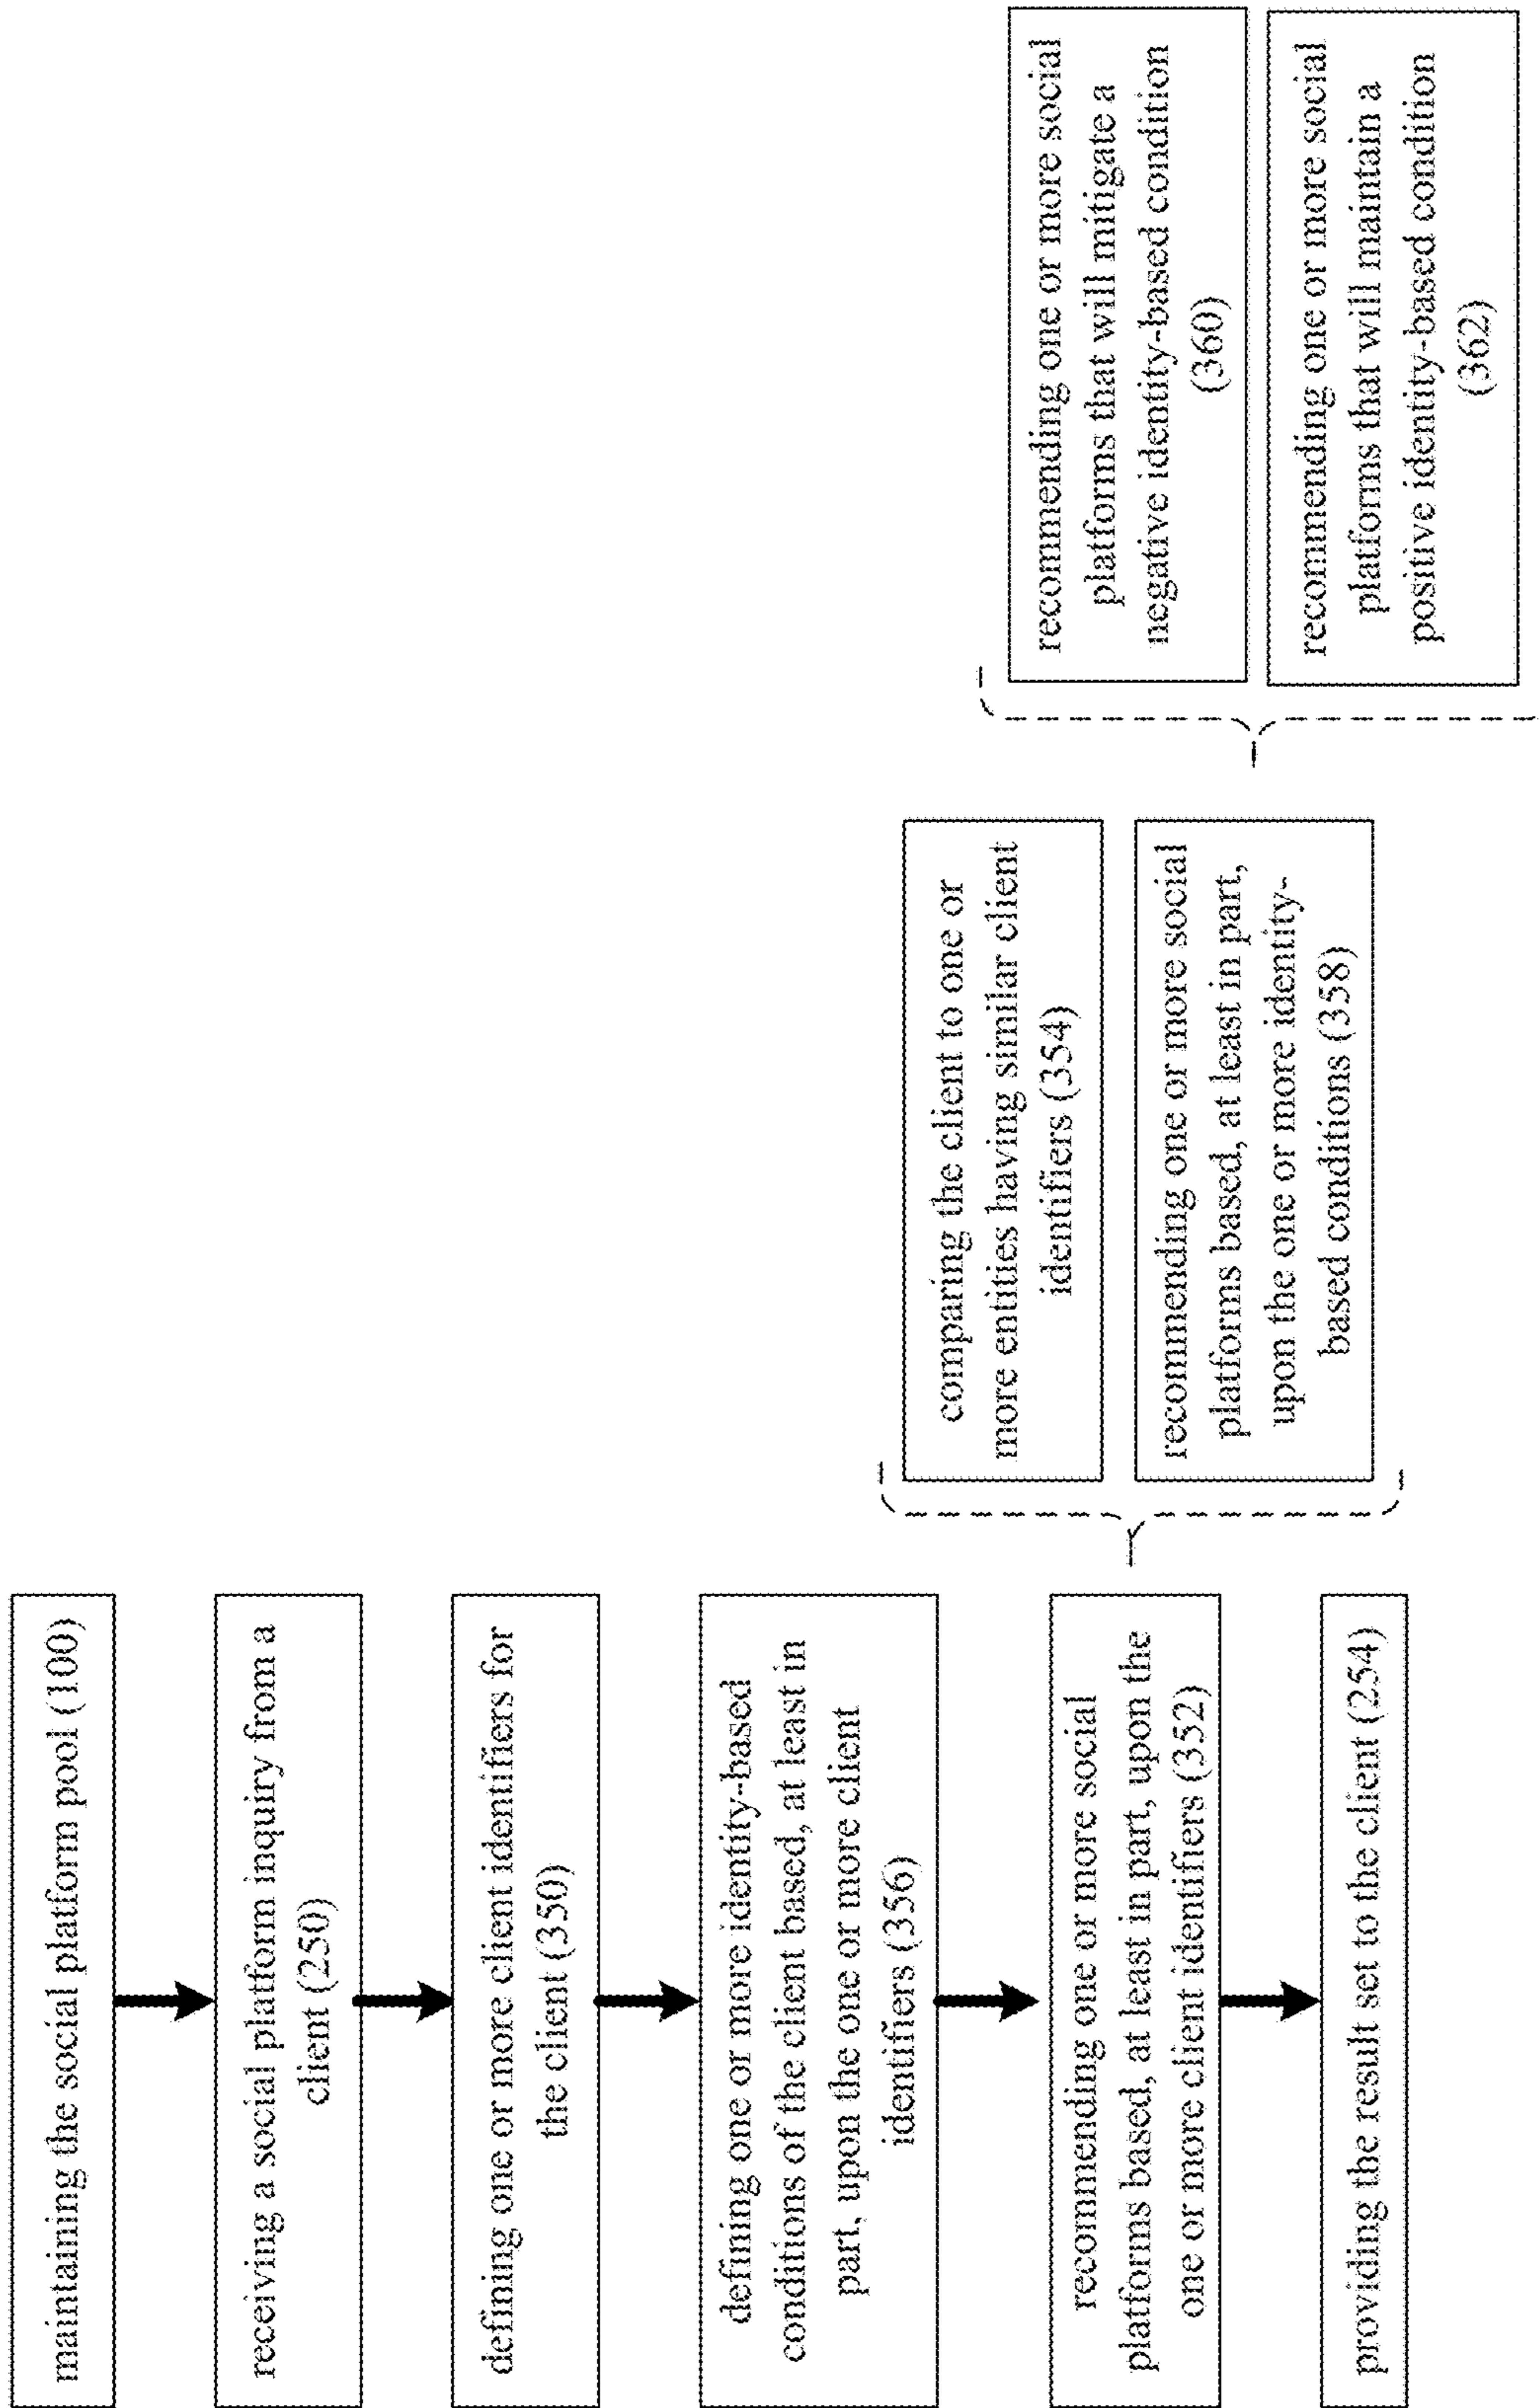 maintaining the social platform pool (100)
receiving a social platform inquiry from a
client (250)
defining one or more client identifiers for
the client (350)
defining one or more identity-based
conditions of the client based, at least in
part, upon the one or more client
identifiers (356)
recommending one or more social
platforms based, at least in part, upon the
one or more client identifiers (352)
providing the result set to the client (254)
comparing the client to one or
more entities having similar client
identifiers (354)
recommending one or more social
platforms based, at least in part,
upon the one or more identity-
based conditions (358)
recommending one or more social
platforms that will mitigate a
negative identity-based condition
(360)
recommending one or more social
platforms that will maintain a
positive identity-based condition
(362)